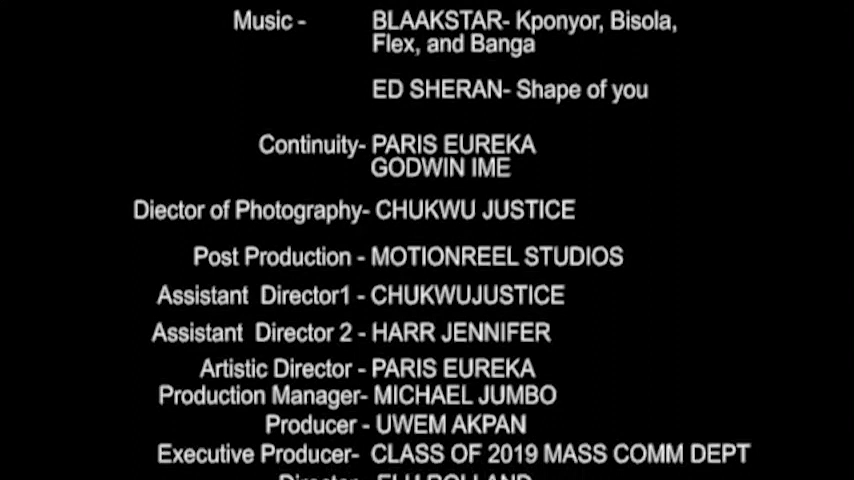 Music - BLAAKSTAR- Kponyor, Bisola,
Flex, and Banga
ED SHERAN- Shape of you
Continuity- PARIS EUREKA
GODWIN IME
Diector of Photography- CHUKWU JUSTICE
Post Production - MOTIONREEL STUDIOS
Assistant Director1 - CHUKWUJUSTICE
Assistant Director 2 - HARR JENNIFER
Artistic Director - PARIS EUREKA
Production Manager- MICHAEL JUMBO
Producer - UWEM AKPAN
Executive Producer- CLASS OF 2019 MASS COMM DEPT
Director -